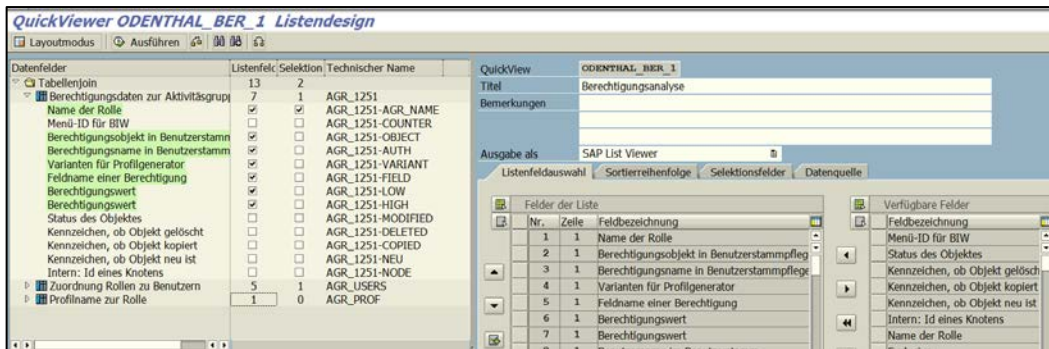 QuickViewer ODENTHAL_BER_1 Listendesign
Layoutmodus Ausführen
Datenfelder Listenfelc Selektion Technischer Name
Tabellenjoin 13 2
Berechtigungsdaten zur Aktivitäsgrupp 7 1 AGR_1251
Name der Rolle AGR_1251-AGR_NAME
Menü-ID für BIW AGR_1251-COUNTER
Berechtigungsobjekt in Benutzerstamn AGR_1251-OBJECT
Berechtigungsname in Benutzerstamm AGR_1251-AUTH
Varianten für Profilgenerator AGR_1251-VARIANT
Feldname einer Berechtigung AGR_1251-FIELD
Berechtigungswert AGR_1251-LOW
Berechtigungswert AGR_1251-HIGH
Status des Objektes AGR_1251-MODIFIED
Kennzeichen, ob Objekt gelöscht AGR_1251-DELETED
Kennzeichen, ob Objekt kopiert AGR_1251-COPIED
Kennzeichen, ob Objekt neu ist AGR_1251-NEU
Intern: Id eines Knotens AGR_1251-NODE
Zuordnung Rollen zu Benutzern 5 1 AGR_USERS
Profilname zur Rolle 1 0 AGR_PROF
QuickView ODENTHAL_BER_1
Titel Berechtigungsanalyse
Bemerkungen
Ausgabe als SAP List Viewer
Listenfeldauswahl Sortierreihenfolge Selektionsfelder Datenquelle
Felder der Liste
Nr. Zeile Feldbezeichnung
1 1 Name der Rolle
2 1 Berechtigungsobjekt in Benutzerstammpfleg
3 1 Berechtigungsname in Benutzerstammpflege
4 1 Varianten für Profilgenerator
5 1 Feldname einer Berechtigung
6 1 Berechtigungswert
7 1 Berechtigungswert
Verfügbare Felder
Feldbezeichnung
Menü-ID für BIW
Status des Objektes
Kennzeichen, ob Objekt gelösch
Kennzeichen, ob Objekt kopiert
Kennzeichen, ob Objekt neu ist
Intern: Id eines Knotens
Name der Rolle